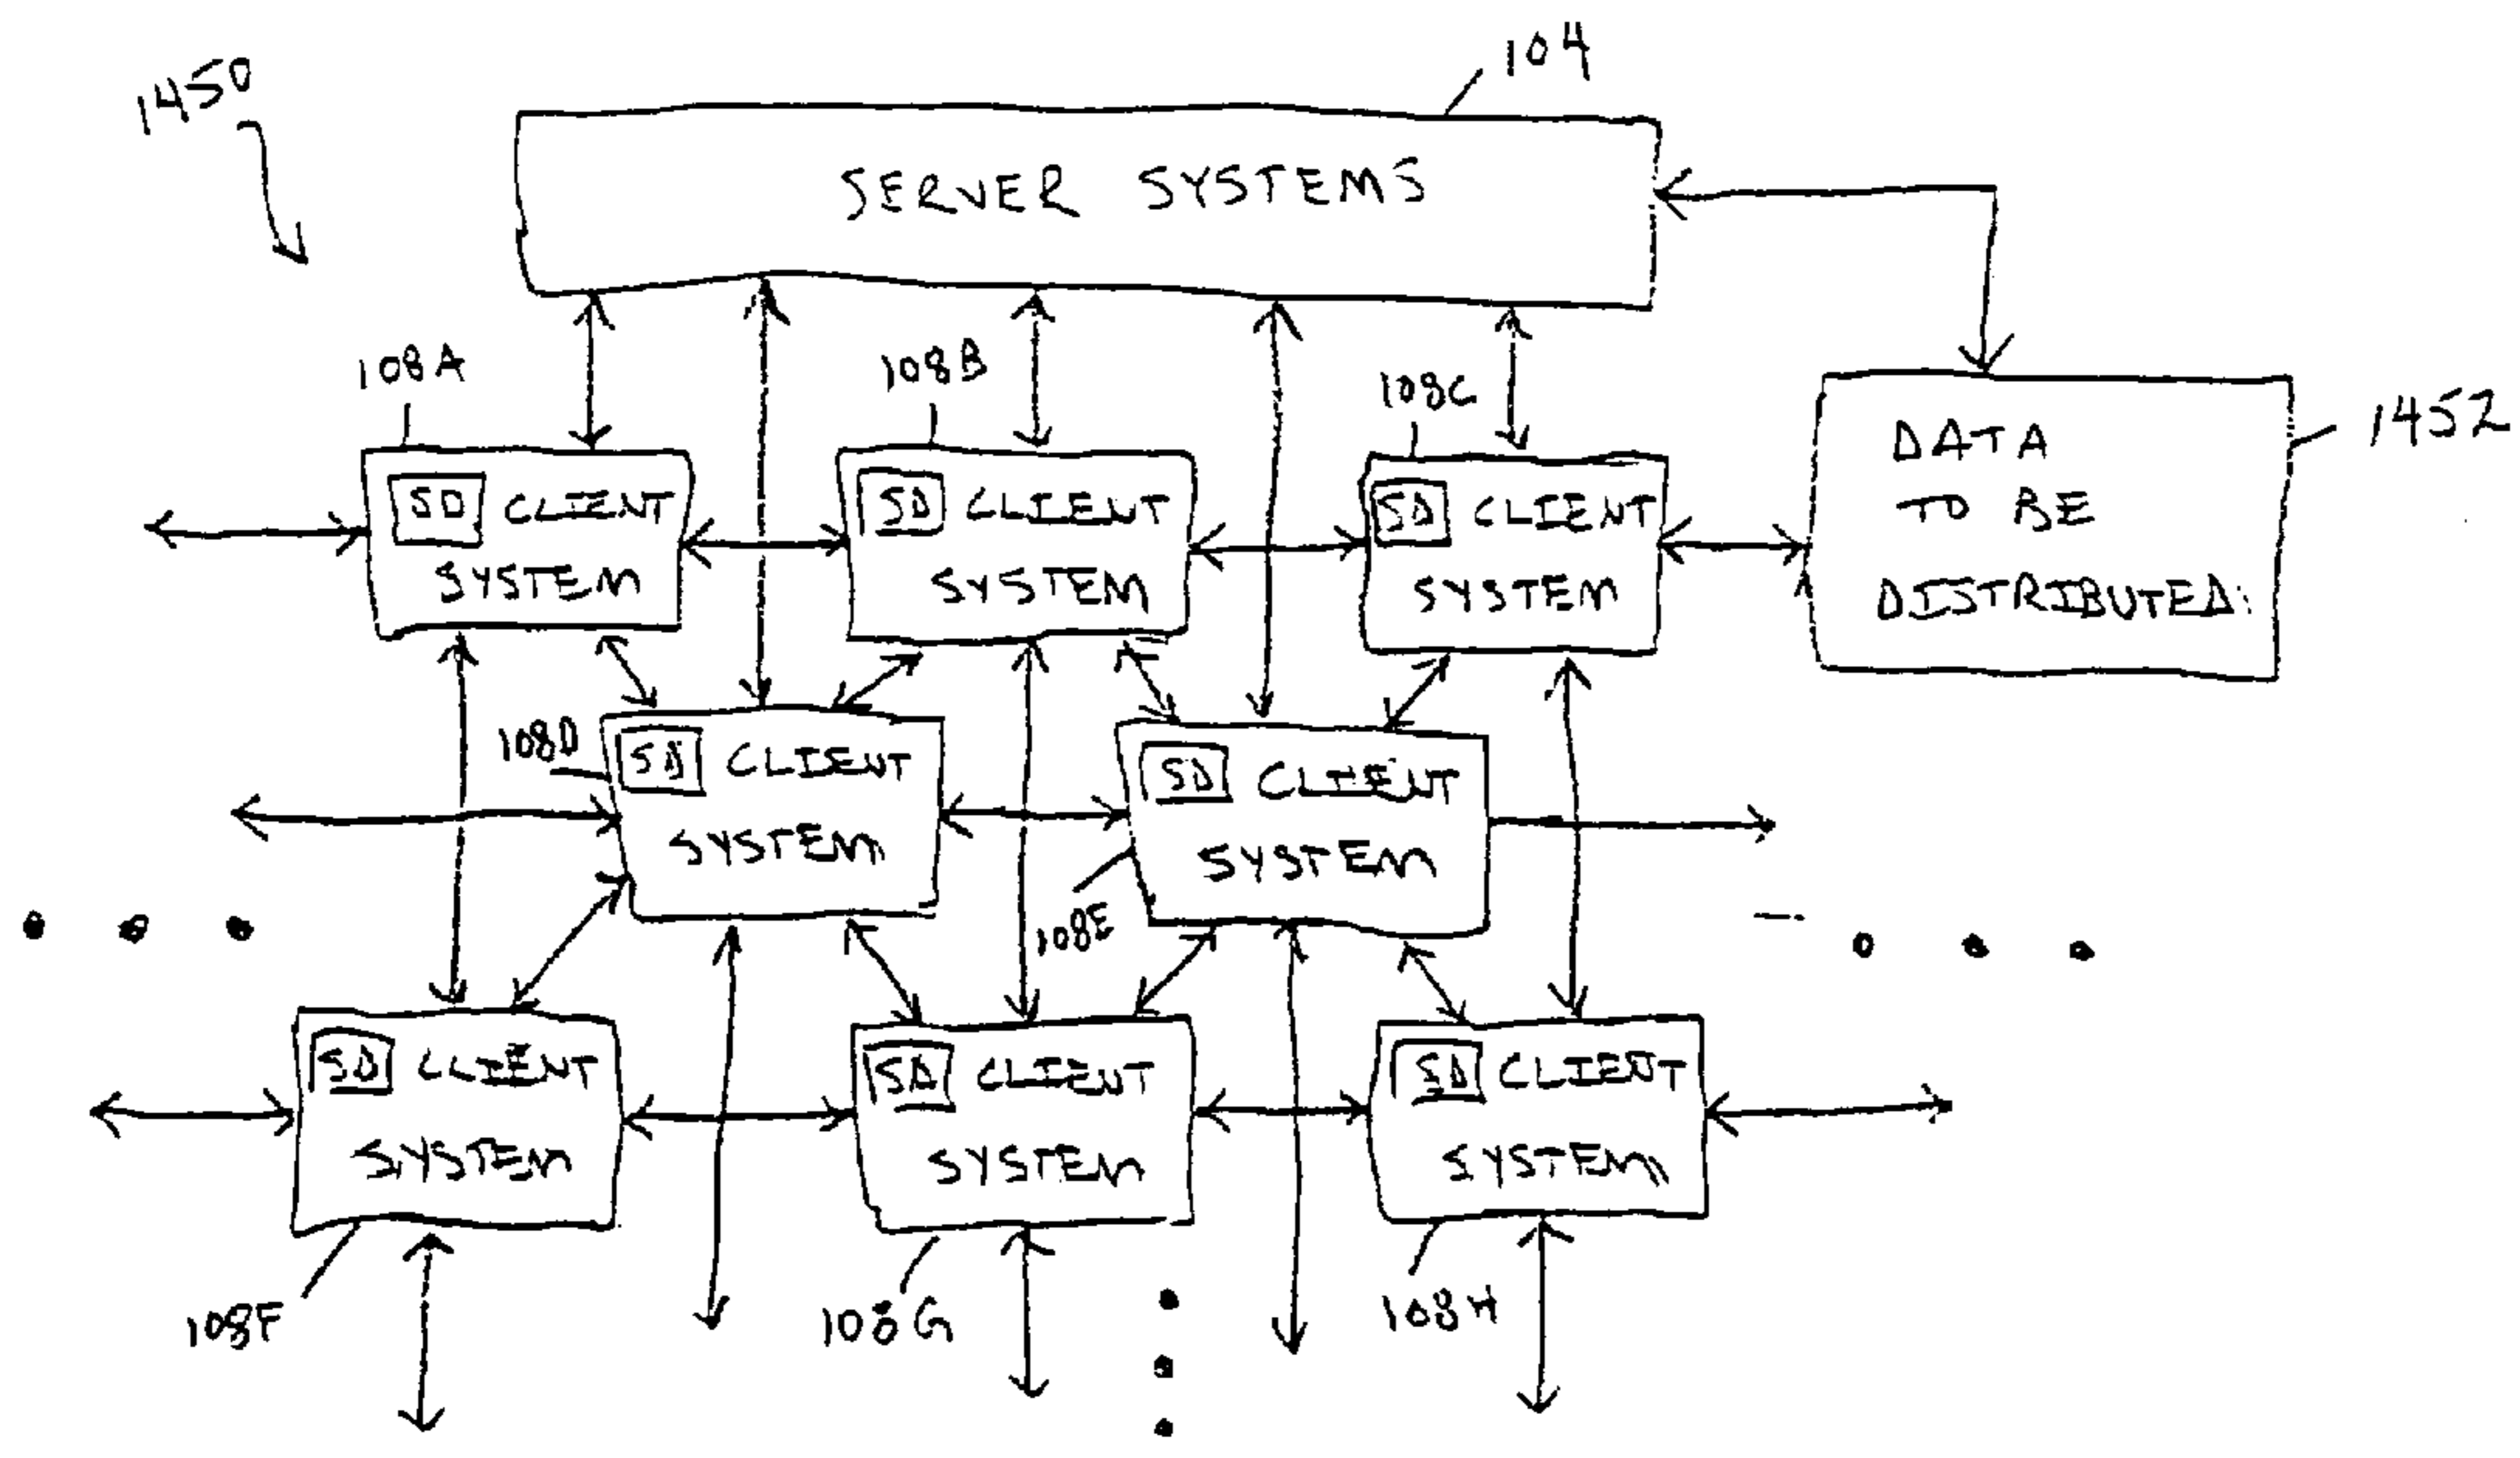 104
1450
SERVER SYSTEMS
108A
108B
108C
1452
SD CLIENT
SYSTEM
SD CLIENT
SYSTEM
SD CLIENT
SYSTEM
DATA
TO BE
DISTRIBUTED
108D
SD CLIENT
SYSTEM
SD CLIENT
SYSTEM
108E
SD CLIENT
SYSTEM
SD CLIENT
SYSTEM
SD CLIENT
SYSTEM
108F
108G
108H